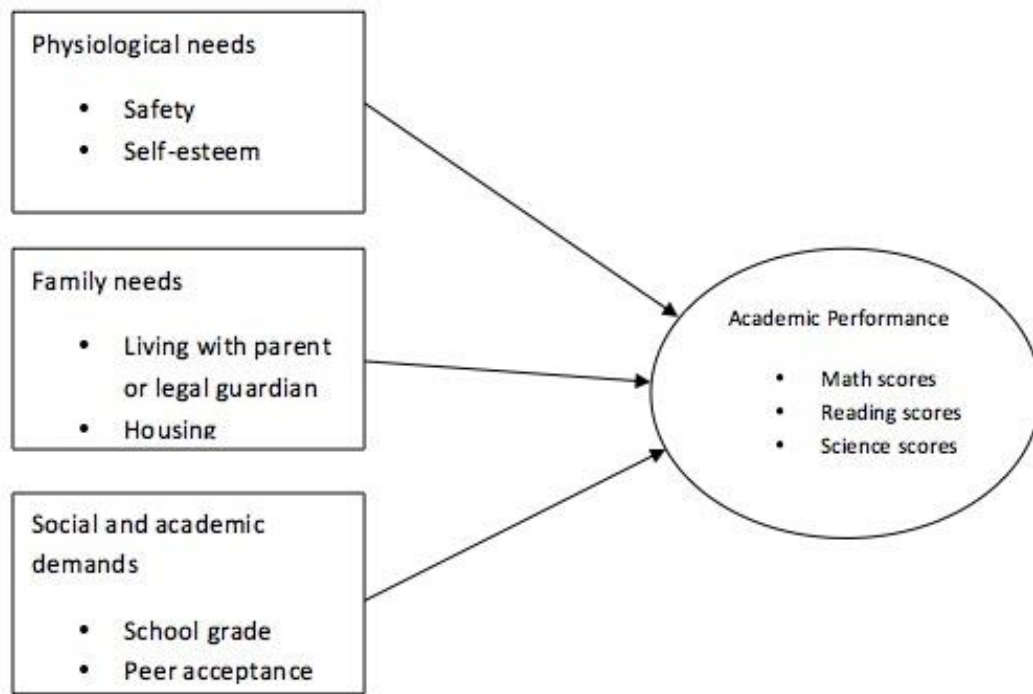 Physiological needs
• Safety
• Self-esteem
Family needs
• Living with parent
or legal guardian
• Housing
Social and academic
demands
• School grade
• Peer acceptance
Academic Performance
• Math scores
• Reading scores
• Science scores